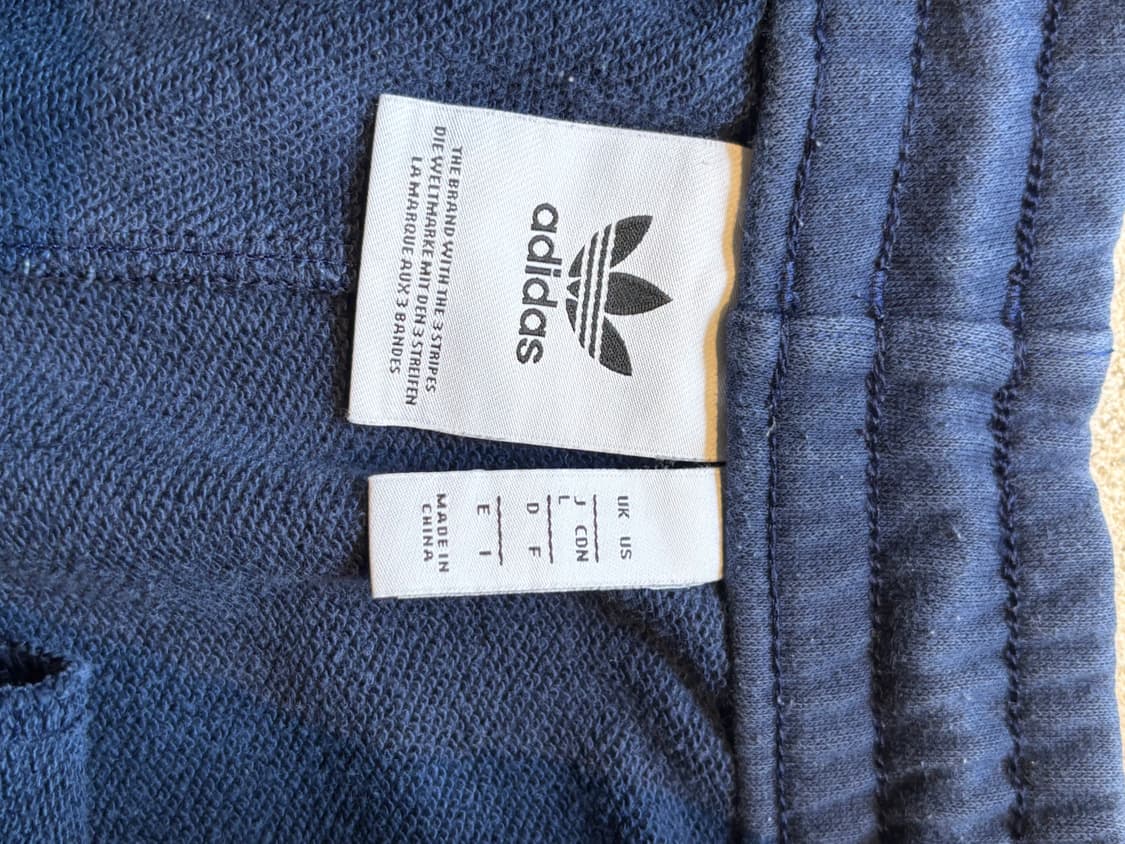 adidas
THE BRAND WITH THE 3 STRIPES
DIE WELTMARKE MIT DEN 3 STREIFEN
LA MARQUE AUX 3 BANDES
UK US
J CDN
L
D F
E I
MADE IN
CHINA